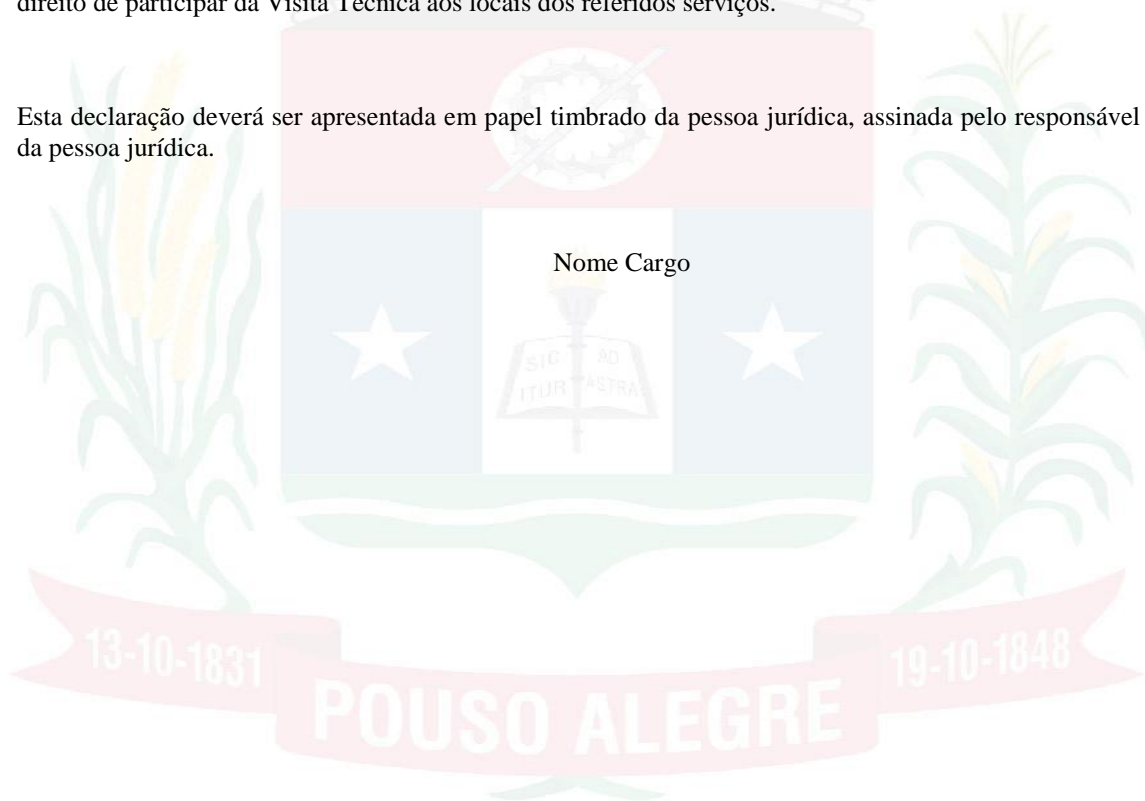 direito de participar da Visita Técnica aos locais dos referidos serviços.
Esta declaração deverá ser apresentada em papel timbrado da pessoa jurídica, assinada pelo responsável
da pessoa jurídica.
Nome Cargo
SIC AD
ITUR ASTRA
13-10-1831
19-10-1848
POUSO ALEGRE